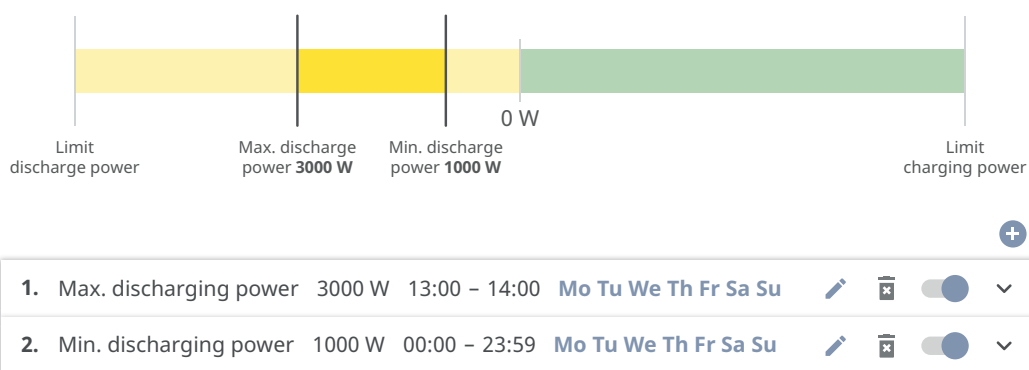 0 W
Limit
discharge power
Max. discharge
power 3000 W
Min. discharge
power 1000 W
Limit
charging power
1. Max. discharging power 3000 W 13:00 – 14:00 Mo Tu We Th Fr Sa Su
2. Min. discharging power 1000 W 00:00 – 23:59 Mo Tu We Th Fr Sa Su